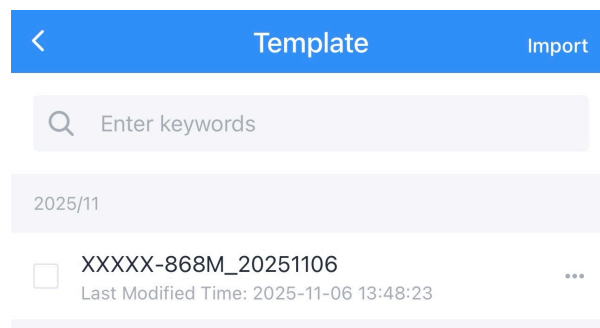 Template
Import
Enter keywords
2025/11
XXXXX-868M_20251106
Last Modified Time: 2025-11-06 13:48:23